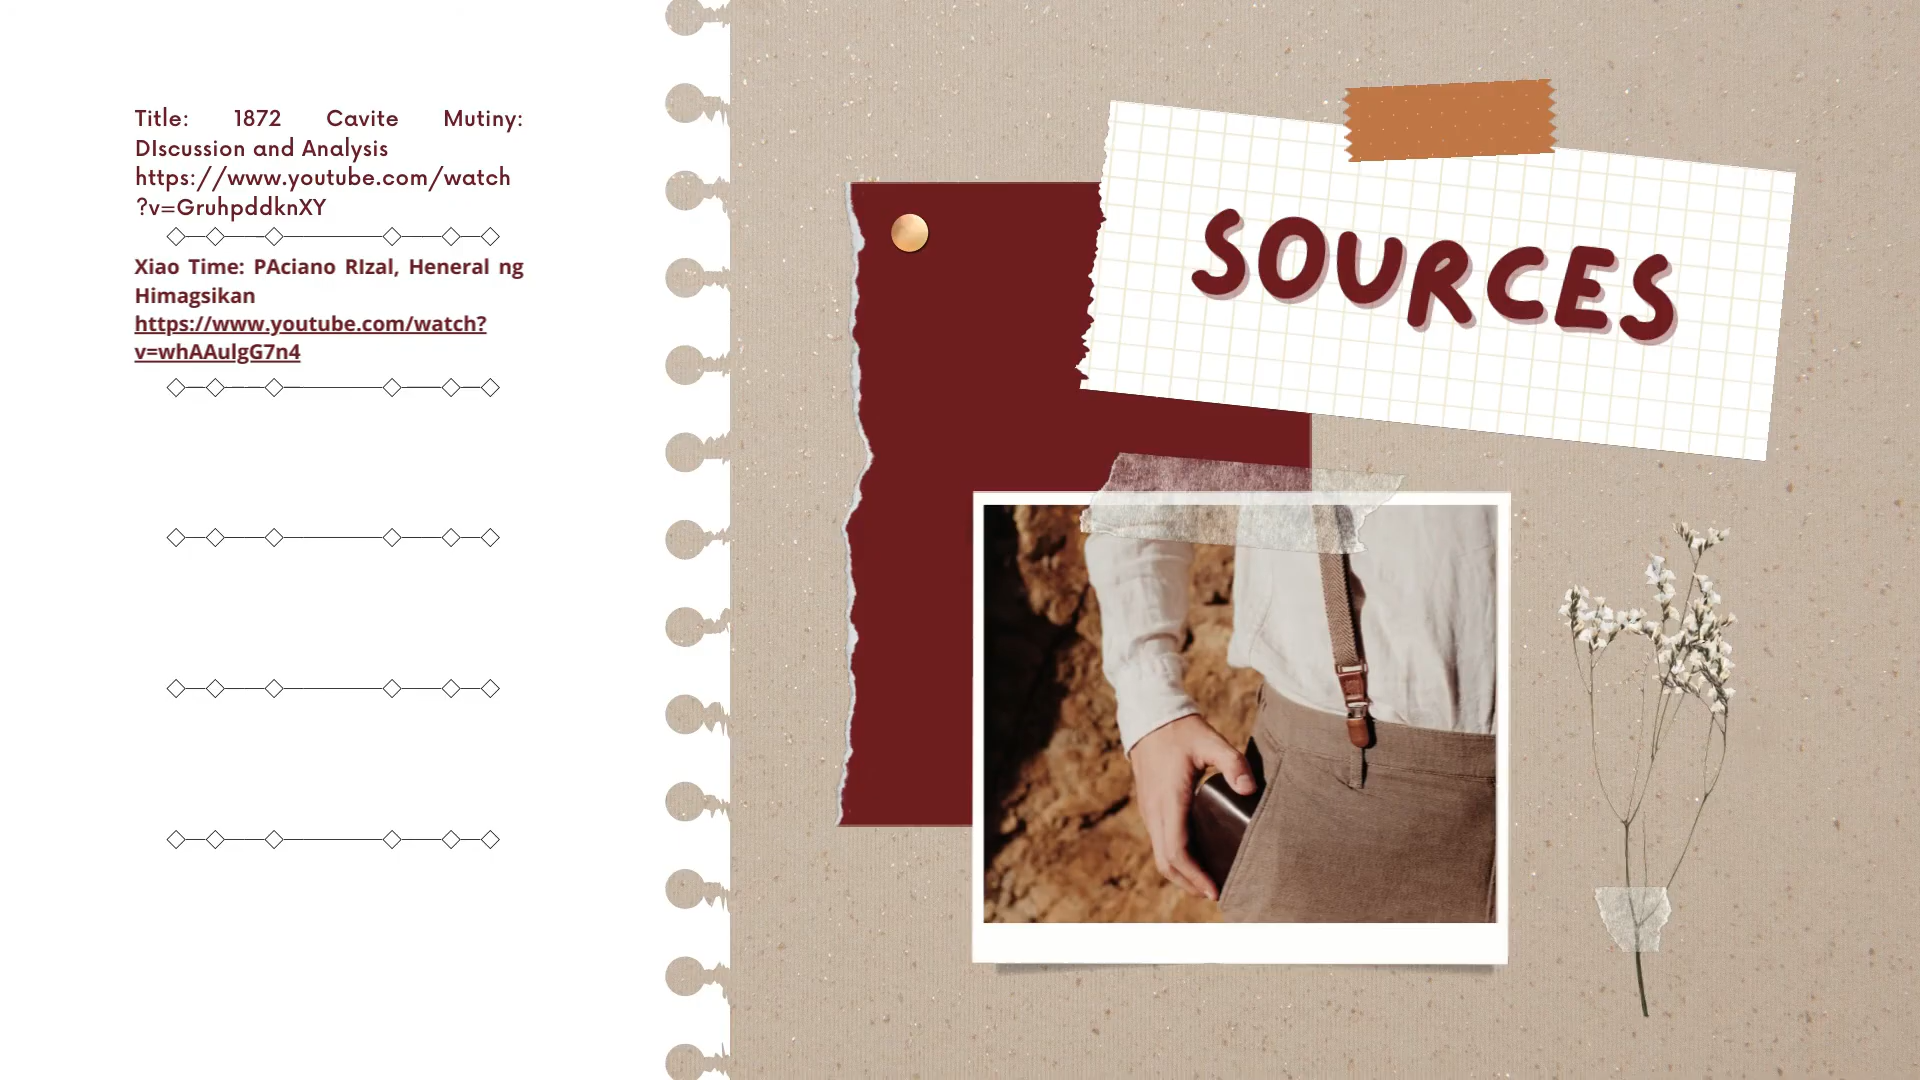 Title: 1872 Cavite Mutiny:
DIscussion and Analysis
https://www.youtube.com/watch
?v=GruhpddknXY
Xiao Time: PAciano RIzal, Heneral ng
Himagsikan
https://www.youtube.com/watch?
v=whAAulgG7n4
SOURCES